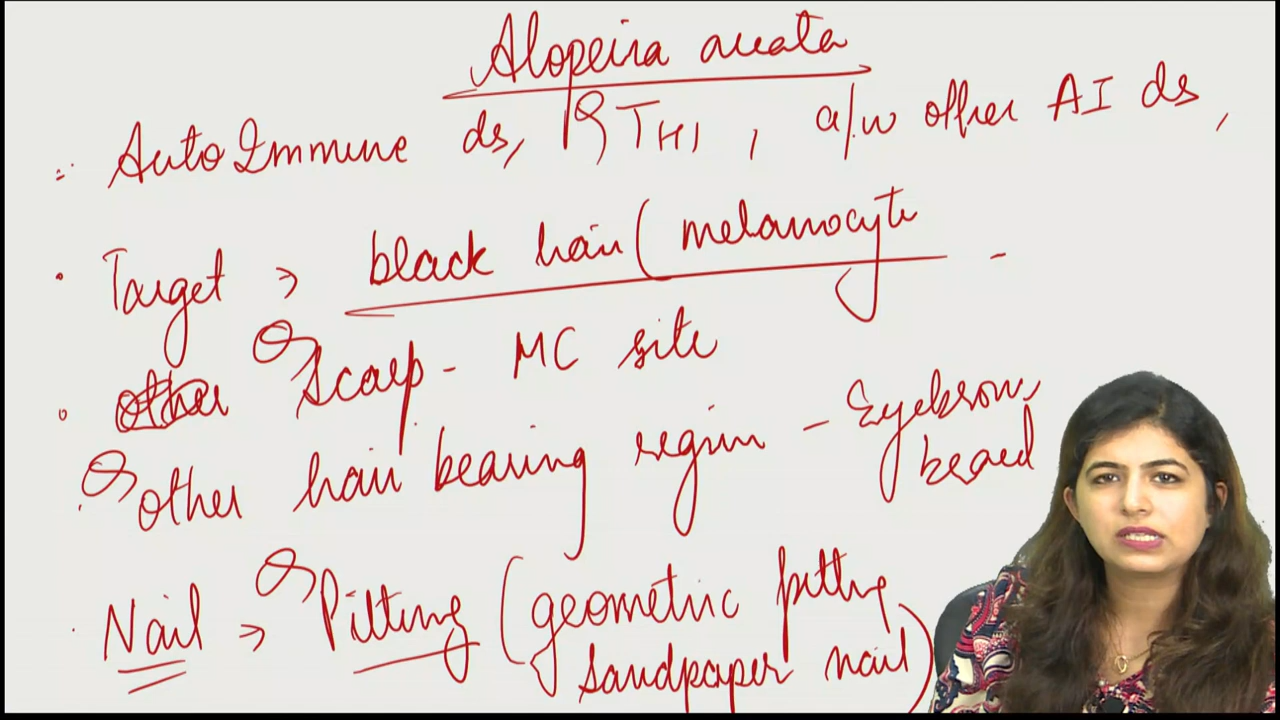 Alopeira areata
AutoImmune ds, TH1, a/w other AI ds,
Target > black hair (melanocyte
other Scalp - MC site
other hair bearing region - Eyebrow,
beard
Nail > Pitting (geometric pitting
sandpaper nail)